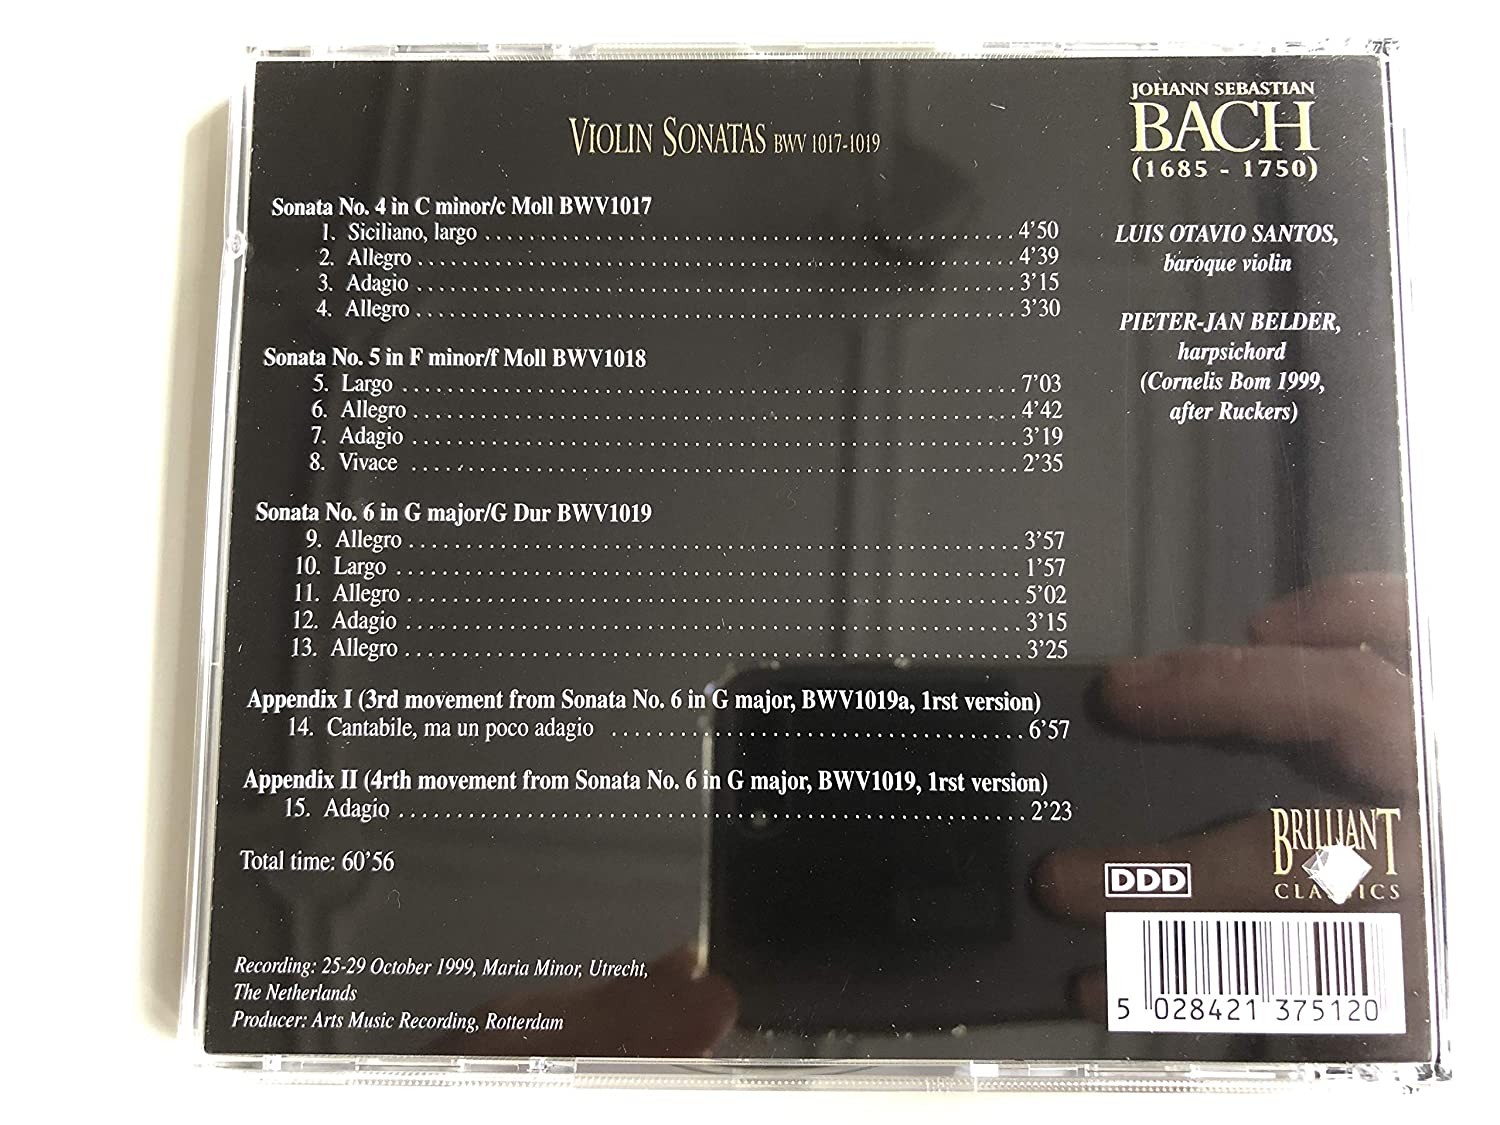 VIOLIN SONATAS BWV 1017-1019
Sonata No. 4 in C minor/c Moll BWV1017
1. Siciliano, largo 4'50
2. Allegro 4'39
3. Adagio 3'15
4. Allegro 3'30
Sonata No. 5 in F minor/f Moll BWV1018
5. Largo 7'03
6. Allegro 4'42
7. Adagio 3'19
8. Vivace 2'35
Sonata No. 6 in G major/G Dur BWV1019
9. Allegro 3'57
10. Largo 1'57
11. Allegro 5'02
12. Adagio 3'15
13. Allegro 3'25
Appendix I (3rd movement from Sonata No. 6 in G major, BWV1019a, 1rst version)
14. Cantabile, ma un poco adagio 6'57
Appendix II (4rth movement from Sonata No. 6 in G major, BWV1019, 1rst version)
15. Adagio 2'23
Total time: 60'56
Recording: 25-29 October 1999, Maria Minor, Utrecht,
The Netherlands
Producer: Arts Music Recording, Rotterdam
JOHANN SEBASTIAN
BACH
(1685 - 1750)
LUIS OTAVIO SANTOS,
baroque violin
PIETER-JAN BELDER,
harpsichord
(Cornelis Bom 1999,
after Ruckers)
BRILLIANT
CLASSICS
DDD
5 028421 375120